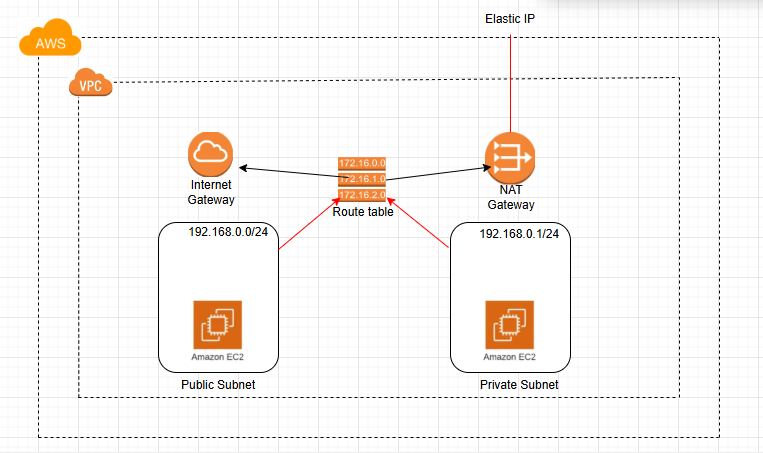 Elastic IP
AWS
VPC
172.16.0.0
172.16.1.0
172.16.2.0
Internet
Gateway
Route table
NAT
Gateway
192.168.0.0/24
192.168.0.1/24
Amazon EC2
Amazon EC2
Public Subnet
Private Subnet